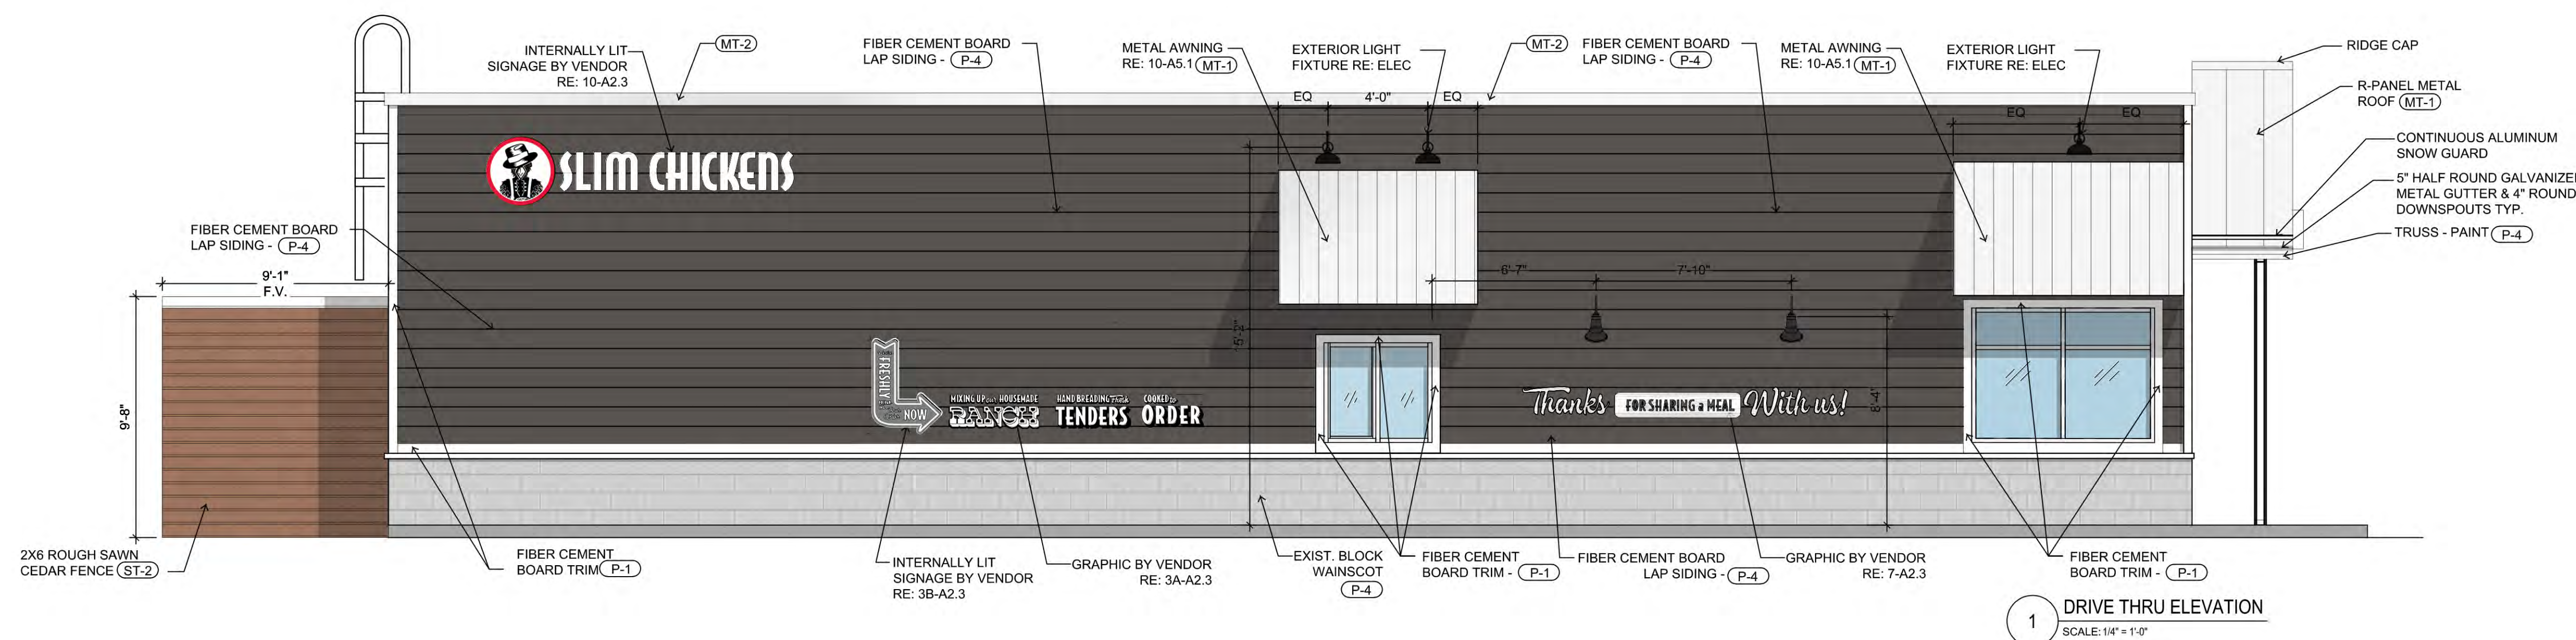 INTERNALLY LIT
SIGNAGE BY VENDOR
RE: 10-A2.3
MT-2
FIBER CEMENT BOARD
LAP SIDING - P-4
METAL AWNING
RE: 10-A5.1 MT-1
EXTERIOR LIGHT
FIXTURE RE: ELEC
MT-2
FIBER CEMENT BOARD
LAP SIDING - P-4
METAL AWNING
RE: 10-A5.1 MT-1
EXTERIOR LIGHT
FIXTURE RE: ELEC
RIDGE CAP
R-PANEL METAL
ROOF MT-1
CONTINUOUS ALUMINUM
SNOW GUARD
5" HALF ROUND GALVANIZE
METAL GUTTER & 4" ROUND
DOWNSPOUTS TYP.
TRUSS - PAINT P-4
EQ 4'-0" EQ
EQ EQ
SLIM CHICKENS
FIBER CEMENT BOARD
LAP SIDING - P-4
9'-1"
F.V.
9'-8"
6'-7" 7'-10"
FRESHLY
NOW
MIXING UP our HOUSEMADE
RANCH
HAND BREADING Fresh
TENDERS
COOKED to
ORDER
Thanks FOR SHARING a MEAL With us!
2X6 ROUGH SAWN
CEDAR FENCE ST-2
FIBER CEMENT
BOARD TRIM P-1
INTERNALLY LIT
SIGNAGE BY VENDOR
RE: 3B-A2.3
GRAPHIC BY VENDOR
RE: 3A-A2.3
EXIST. BLOCK
WAINSCOT
P-4
FIBER CEMENT
BOARD TRIM - P-1
FIBER CEMENT BOARD
LAP SIDING - P-4
GRAPHIC BY VENDOR
RE: 7-A2.3
FIBER CEMENT
BOARD TRIM - P-1
1 DRIVE THRU ELEVATION
SCALE: 1/4" = 1'-0"